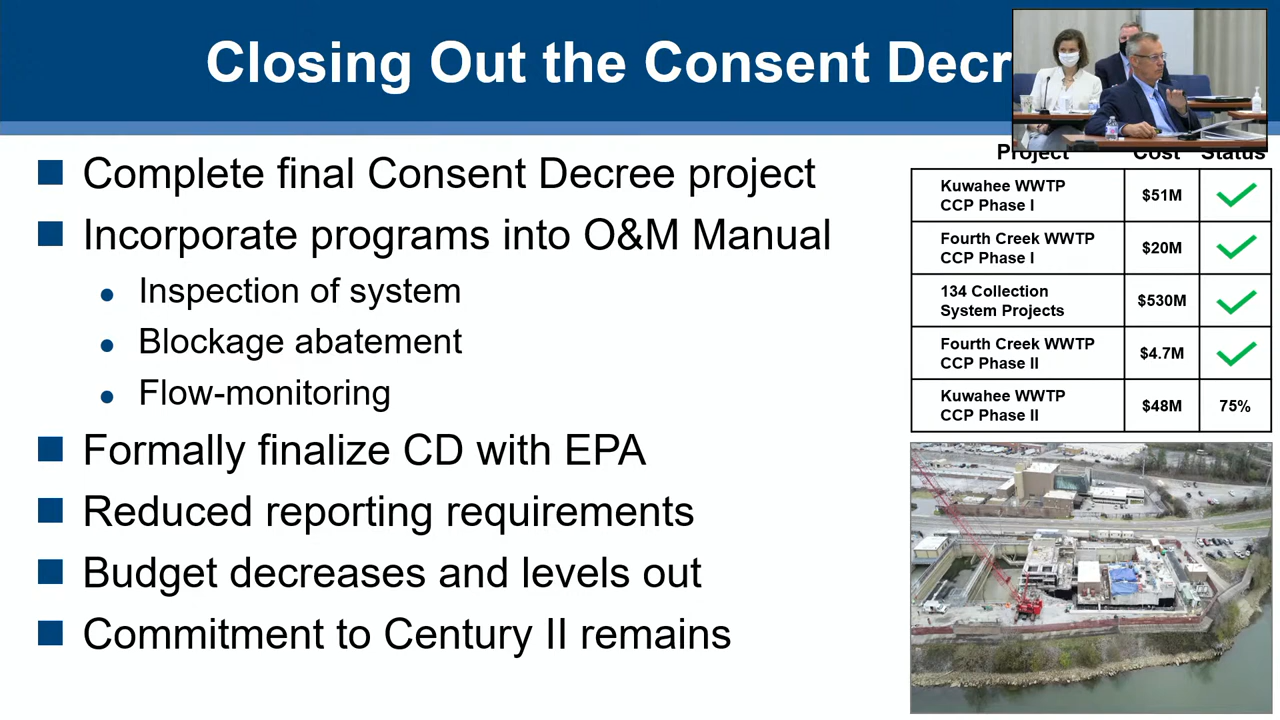 Closing Out the Consent Decr
Complete final Consent Decree project
Incorporate programs into O&M Manual
Inspection of system
Blockage abatement
Flow-monitoring
Formally finalize CD with EPA
Reduced reporting requirements
Budget decreases and levels out
Commitment to Century II remains
Project Cost Status
Kuwahee WWTP
CCP Phase I
$51M
Fourth Creek WWTP
CCP Phase I
$20M
134 Collection
System Projects
$530M
Fourth Creek WWTP
CCP Phase II
$4.7M
Kuwahee WWTP
CCP Phase II
$48M
75%